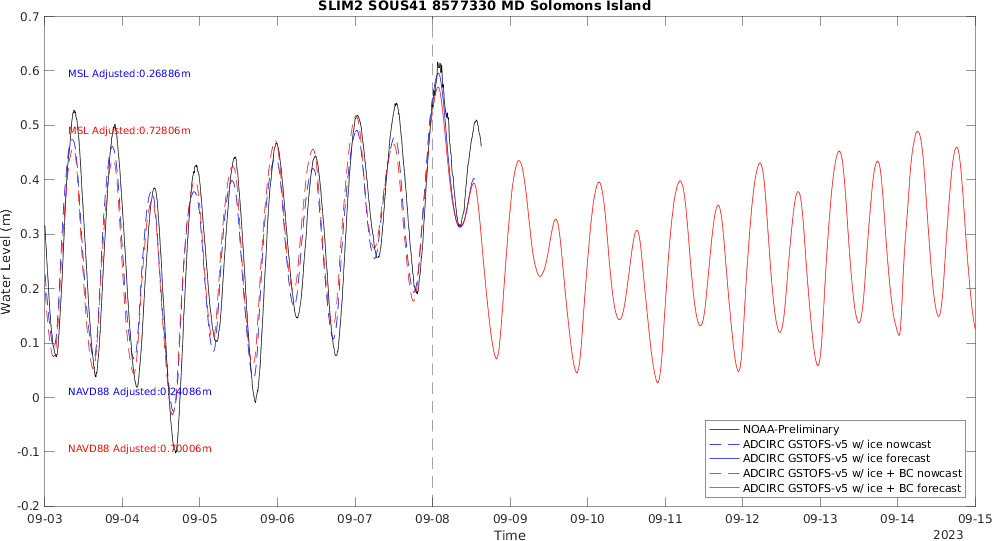 SLIM2 SOUS41 8577330 MD Solomons Island
0.7
0.6
0.5
0.4
0.3
0.2
0.1
0
-0.1
-0.2
Water Level (m)
MSL Adjusted:0.26886m
MSL Adjusted:0.72806m
NAVD88 Adjusted:0.24086m
NAVD88 Adjusted:0.70006m
NOAA-Preliminary
ADCIRC GSTOFS-v5 w/ ice nowcast
ADCIRC GSTOFS-v5 w/ ice forecast
ADCIRC GSTOFS-v5 w/ ice + BC nowcast
ADCIRC GSTOFS-v5 w/ ice + BC forecast
09-03 09-04 09-05 09-06 09-07 09-08 09-09 09-10 09-11 09-12 09-13 09-14 09-15
Time
2023